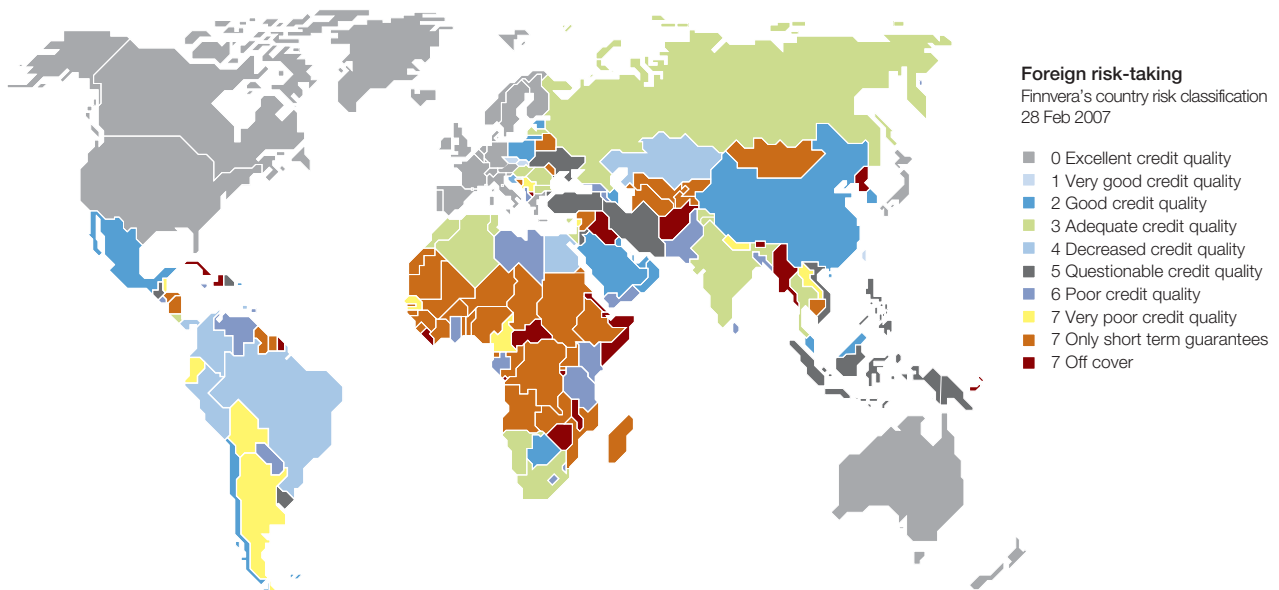 Foreign risk-taking
Finnvera's country risk classification
28 Feb 2007
0 Excellent credit quality
1 Very good credit quality
2 Good credit quality
3 Adequate credit quality
4 Decreased credit quality
5 Questionable credit quality
6 Poor credit quality
7 Very poor credit quality
7 Only short term guarantees
7 Off cover